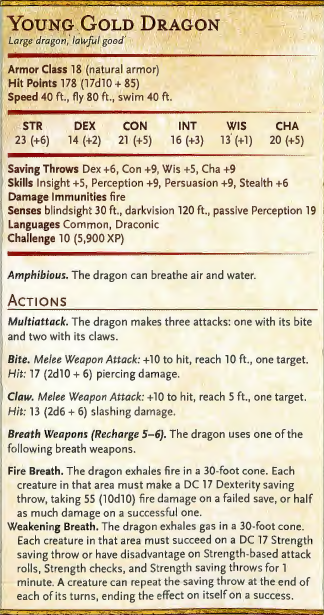 YOUNG GOLD DRAGON
Large dragon, lawful good
Armor Class 18 (natural armor)
Hit Points 178 (17d10 + 85)
Speed 40 ft., fly 80 ft., swim 40 ft.
STR DEX CON INT WIS CHA
23 (+6) 14 (+2) 21 (+5) 16 (+3) 13 (+1) 20 (+5)
Saving Throws Dex +6, Con +9, Wis +5, Cha +9
Skills Insight +5, Perception +9, Persuasion +9, Stealth +6
Damage Immunities fire
Senses blindsight 30 ft., darkvision 120 ft., passive Perception 19
Languages Common, Draconic
Challenge 10 (5,900 XP)
Amphibious. The dragon can breathe air and water.
ACTIONS
Multiattack. The dragon makes three attacks: one with its bite
and two with its claws.
Bite. Melee Weapon Attack: +10 to hit, reach 10 ft., one target.
Hit: 17 (2d10 + 6) piercing damage.
Claw. Melee Weapon Attack: +10 to hit, reach 5 ft., one target.
Hit: 13 (2d6 + 6) slashing damage.
Breath Weapons (Recharge 5–6). The dragon uses one of the
following breath weapons.
Fire Breath. The dragon exhales fire in a 30-foot cone. Each
creature in that area must make a DC 17 Dexterity saving
throw, taking 55 (10d10) fire damage on a failed save, or half
as much damage on a successful one.
Weakening Breath. The dragon exhales gas in a 30-foot cone.
Each creature in that area must succeed on a DC 17 Strength
saving throw or have disadvantage on Strength-based attack
rolls, Strength checks, and Strength saving throws for 1
minute. A creature can repeat the saving throw at the end of
each of its turns, ending the effect on itself on a success.